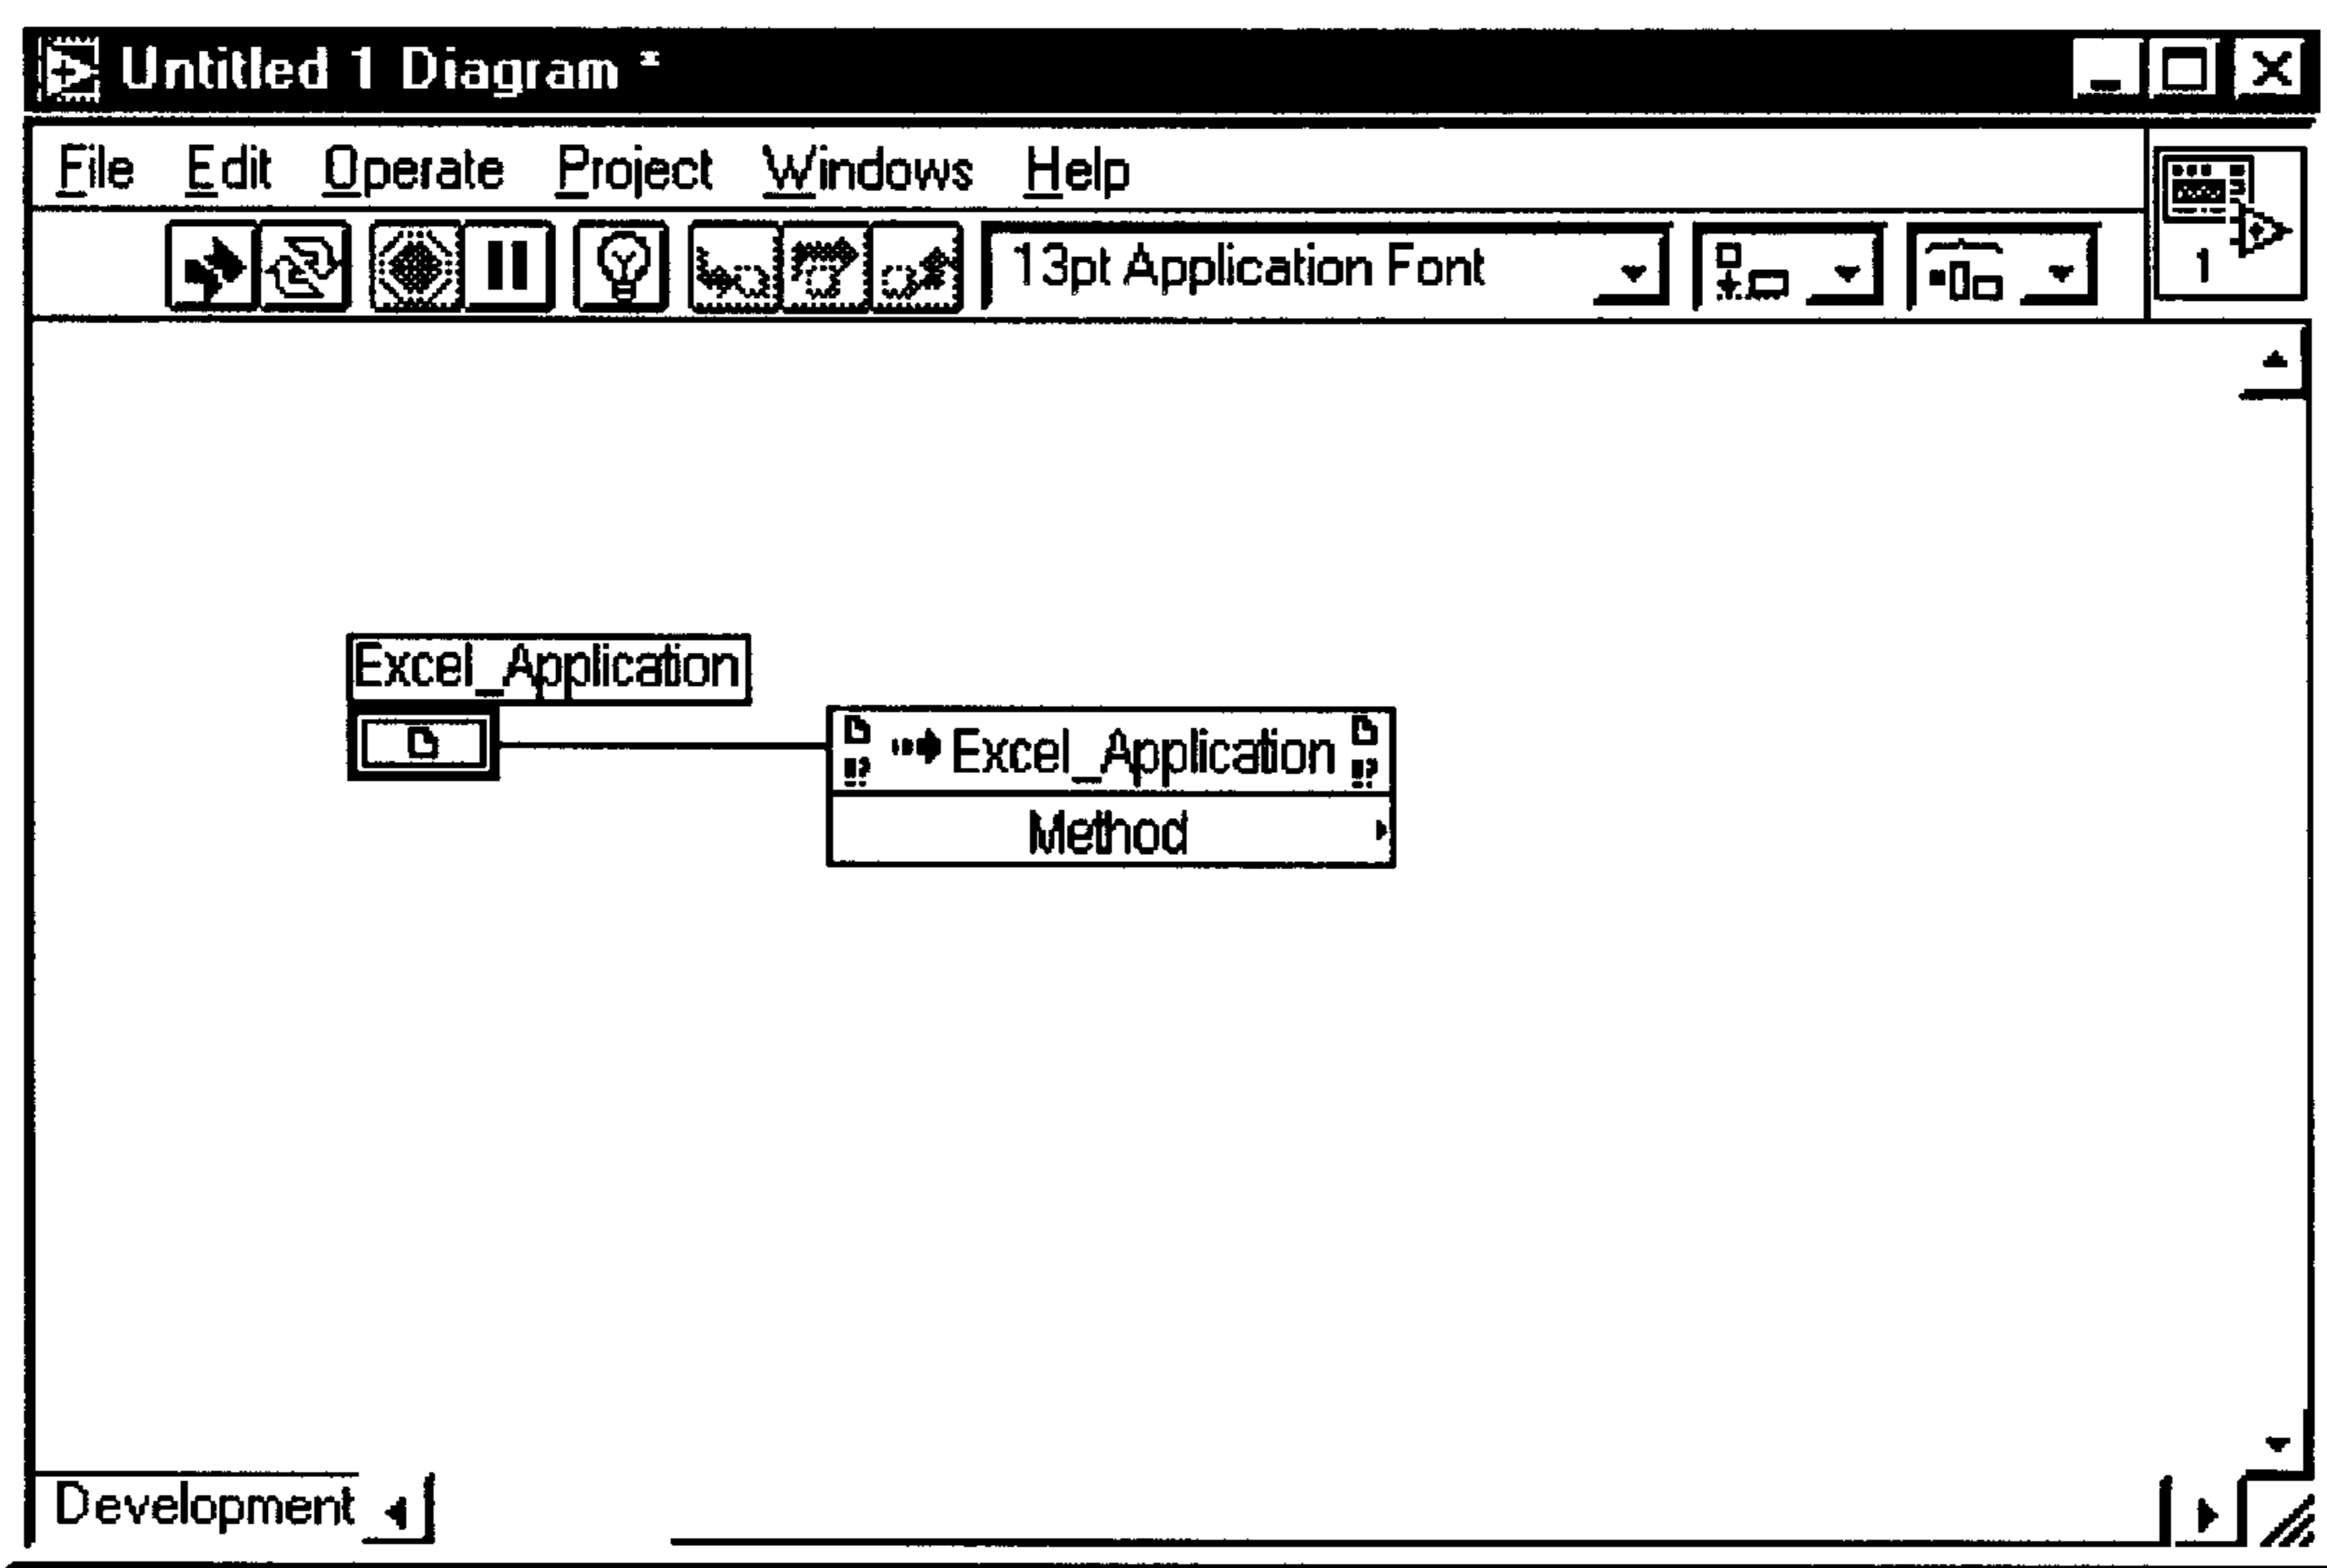 Untitled 1 Diagram *
File Edit Operate Project Windows Help
13pt Application Font
1
Excel_Application
Excel_Application
Method
Development